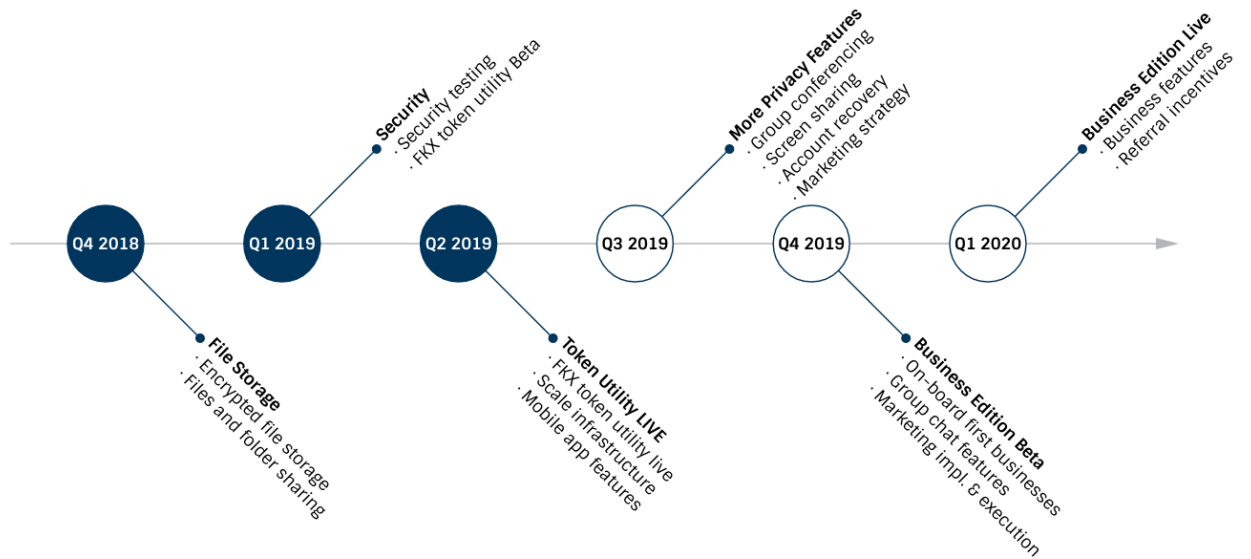 Q4 2018
File Storage
· Encrypted file storage
· Files and folder sharing
Q1 2019
Security
· Security testing
· FKX token utility Beta
Q2 2019
Token Utility LIVE
· FKX token utility live
· Scale infrastructure
· Mobile app features
Q3 2019
More Privacy Features
· Group conferencing
· Screen sharing
· Account recovery
· Marketing strategy
Q4 2019
Business Edition Beta
· On-board first businesses
· Group chat features
· Marketing impl. & execution
Q1 2020
Business Edition Live
· Business features
· Referral incentives